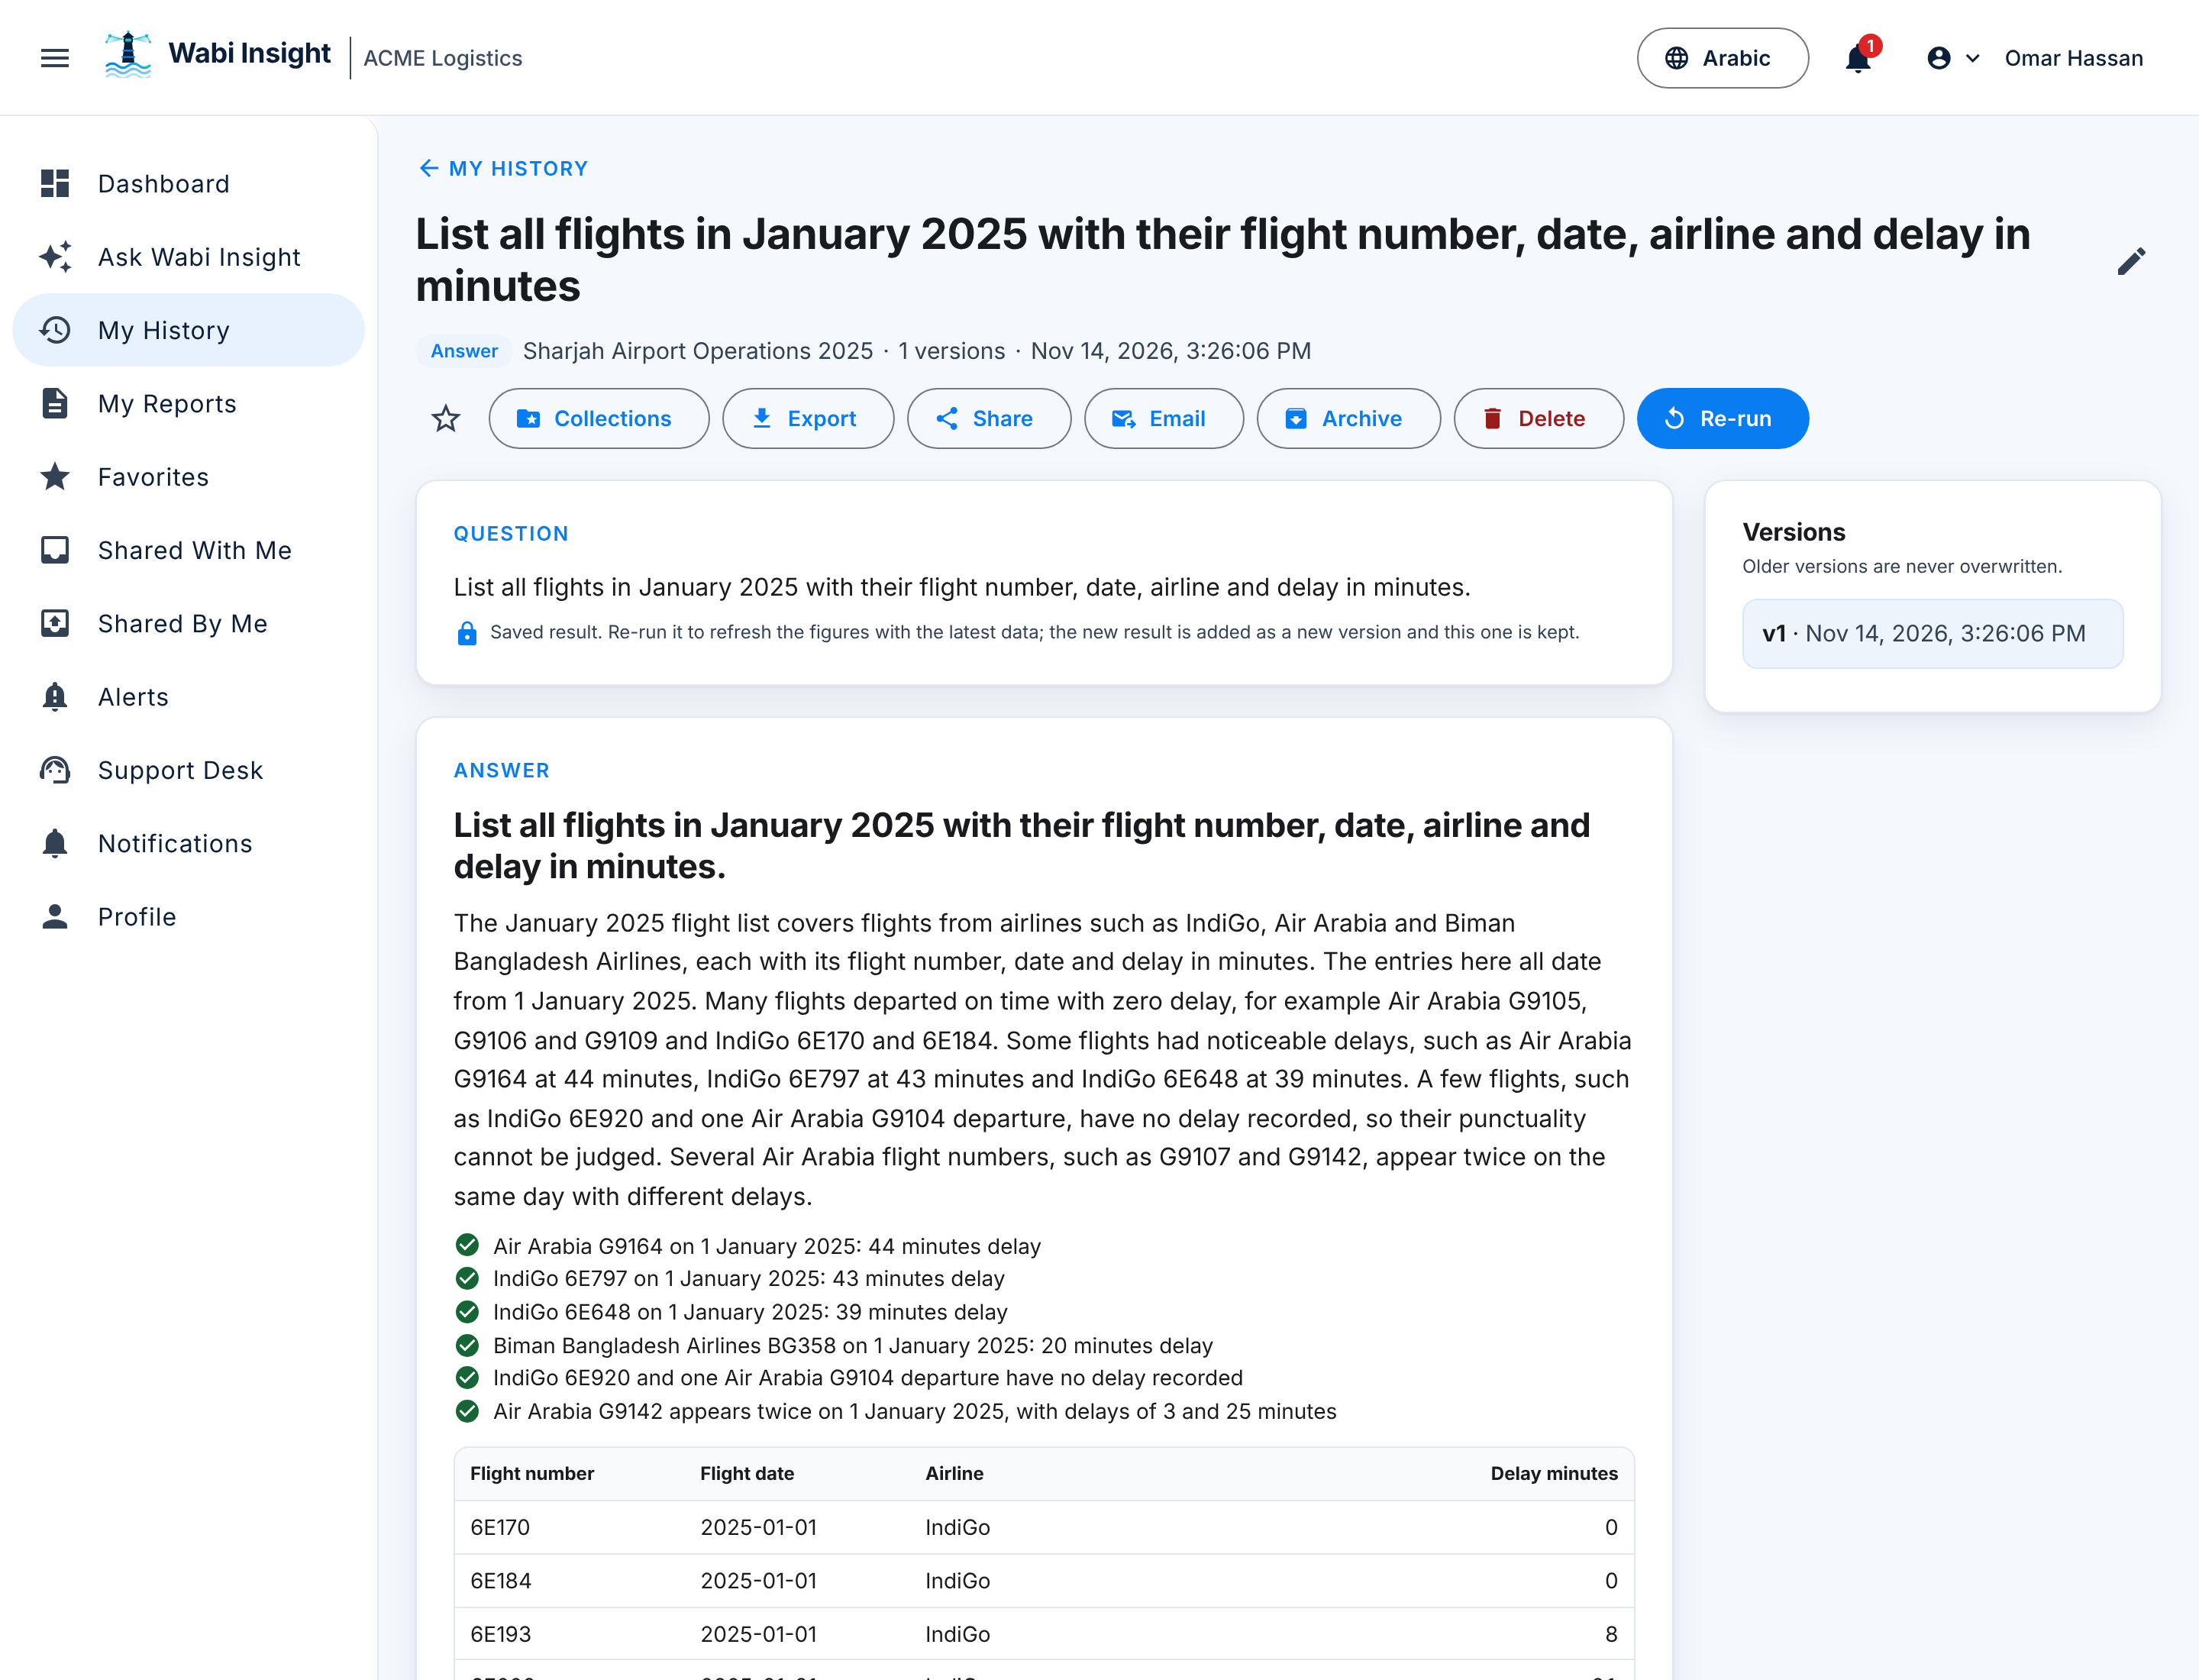 Wabi Insight
ACME Logistics
Arabic
1
Omar Hassan
Dashboard
Ask Wabi Insight
My History
My Reports
Favorites
Shared With Me
Shared By Me
Alerts
Support Desk
Notifications
Profile
MY HISTORY
List all flights in January 2025 with their flight number, date, airline and delay in
minutes
Answer Sharjah Airport Operations 2025 · 1 versions · Nov 14, 2026, 3:26:06 PM
Collections
Export
Share
Email
Archive
Delete
Re-run
QUESTION
List all flights in January 2025 with their flight number, date, airline and delay in minutes.
Saved result. Re-run it to refresh the figures with the latest data; the new result is added as a new version and this one is kept.
Versions
Older versions are never overwritten.
v1 · Nov 14, 2026, 3:26:06 PM
ANSWER
List all flights in January 2025 with their flight number, date, airline and
delay in minutes.
The January 2025 flight list covers flights from airlines such as IndiGo, Air Arabia and Biman
Bangladesh Airlines, each with its flight number, date and delay in minutes. The entries here all date
from 1 January 2025. Many flights departed on time with zero delay, for example Air Arabia G9105,
G9106 and G9109 and IndiGo 6E170 and 6E184. Some flights had noticeable delays, such as Air Arabia
G9164 at 44 minutes, IndiGo 6E797 at 43 minutes and IndiGo 6E648 at 39 minutes. A few flights, such
as IndiGo 6E920 and one Air Arabia G9104 departure, have no delay recorded, so their punctuality
cannot be judged. Several Air Arabia flight numbers, such as G9107 and G9142, appear twice on the
same day with different delays.
Air Arabia G9164 on 1 January 2025: 44 minutes delay
IndiGo 6E797 on 1 January 2025: 43 minutes delay
IndiGo 6E648 on 1 January 2025: 39 minutes delay
Biman Bangladesh Airlines BG358 on 1 January 2025: 20 minutes delay
IndiGo 6E920 and one Air Arabia G9104 departure have no delay recorded
Air Arabia G9142 appears twice on 1 January 2025, with delays of 3 and 25 minutes
Flight number Flight date Airline Delay minutes
6E170 2025-01-01 IndiGo 0
6E184 2025-01-01 IndiGo 0
6E193 2025-01-01 IndiGo 8